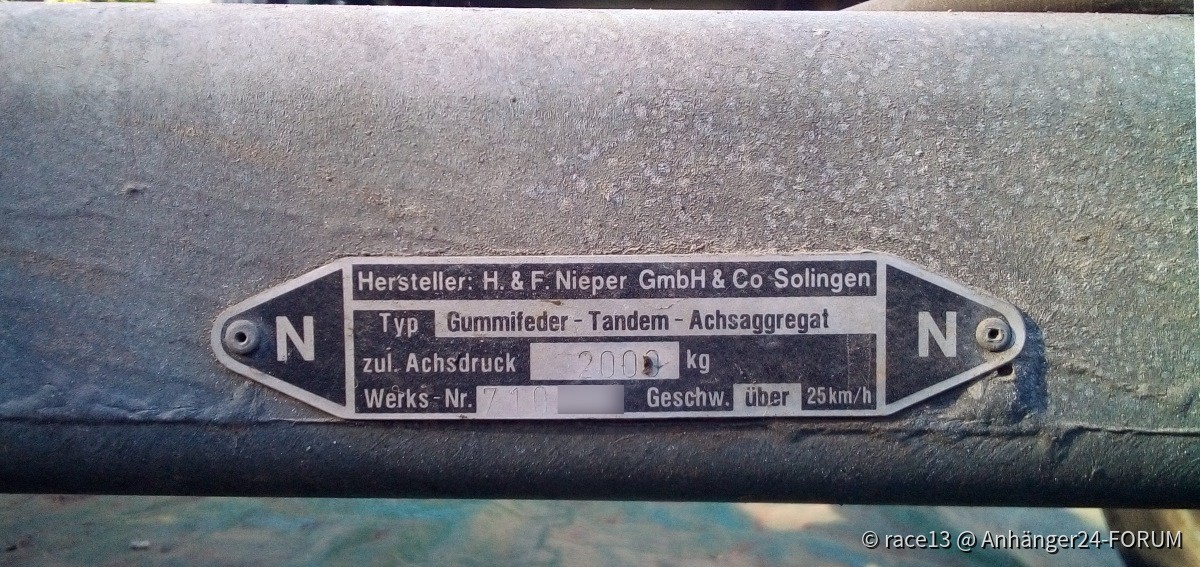 Hersteller: H. & F. Nieper GmbH & Co Solingen
N
Typ Gummifeder - Tandem - Achsaggregat
N
zul. Achsdruck 2000 kg
Werks-Nr. 710 Geschw. über 25km/h
© race13 @ Anhänger24-FORUM